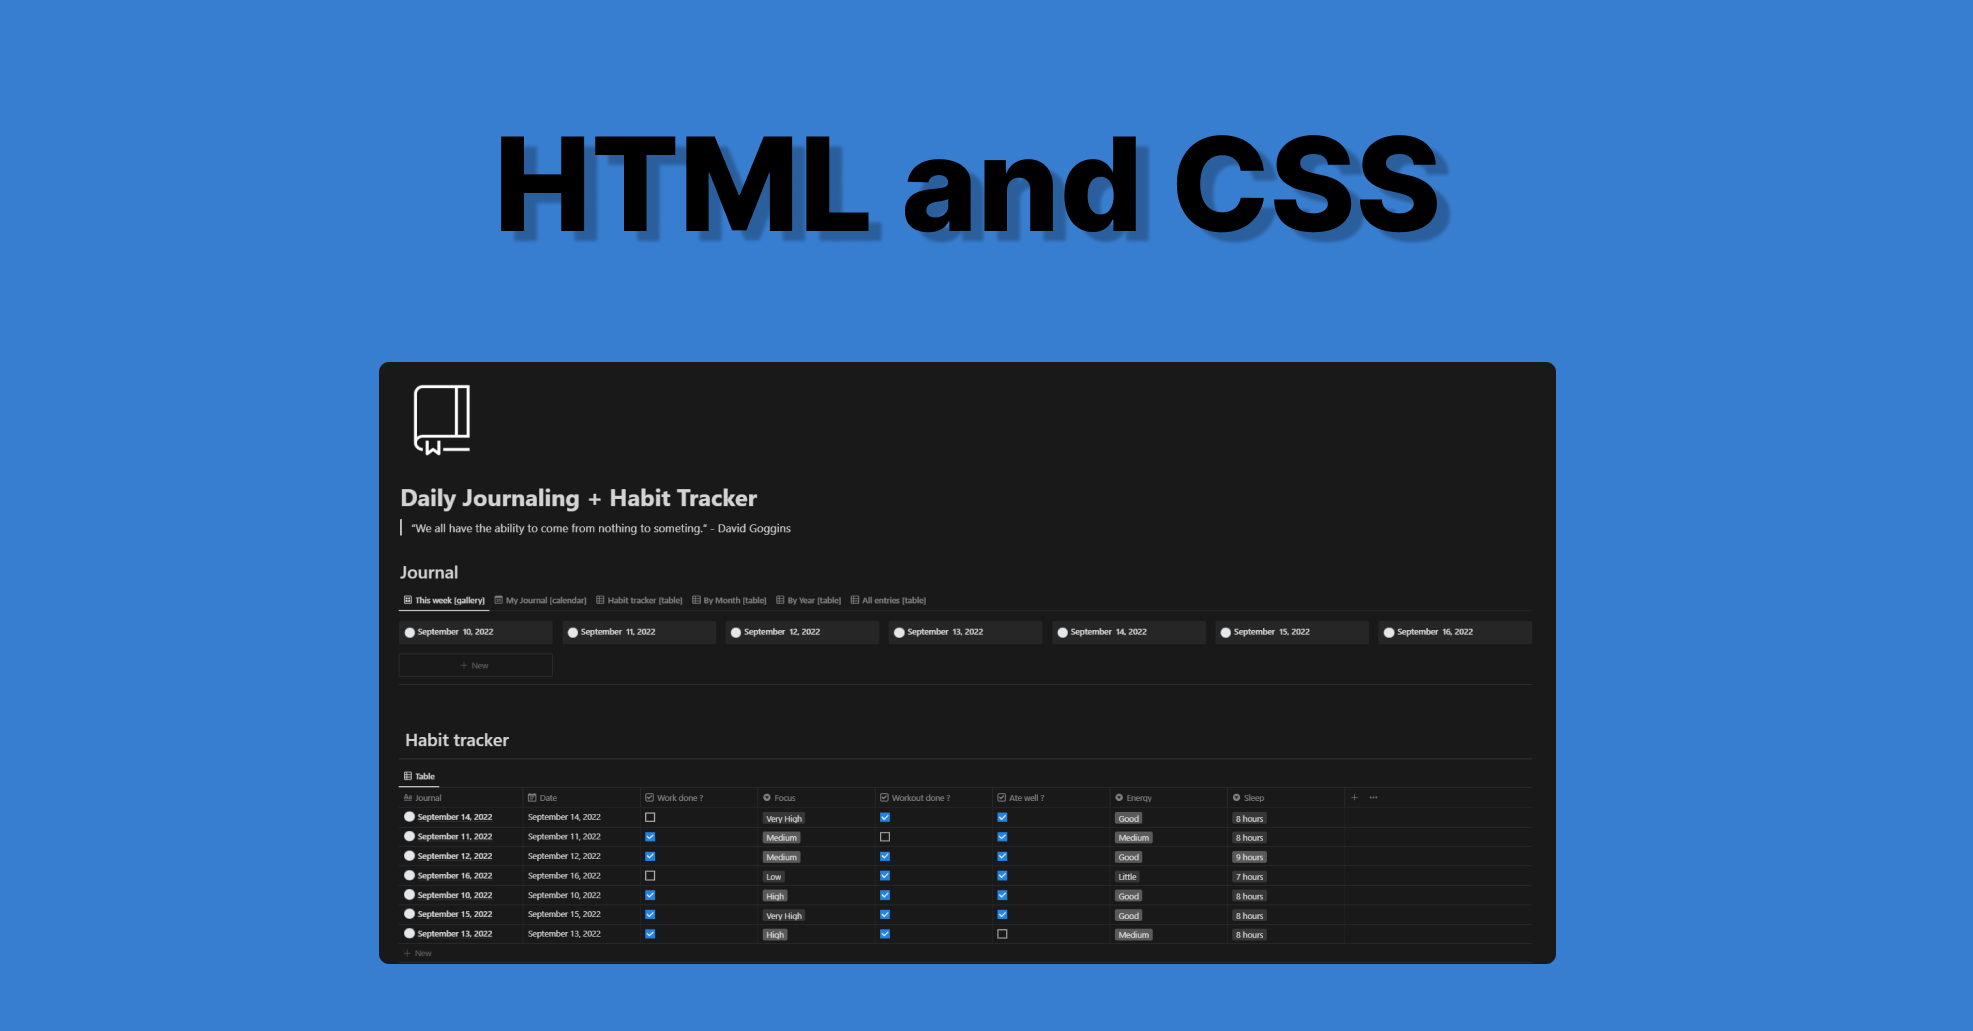 HTML and CSS
Daily Journaling + Habit Tracker
"We all have the ability to come from nothing to someting." - David Goggins
Journal
This week [gallery] My Journal [calendar] Habit tracker [table] By Month [table] By Year [table] All entries [table]
September 10, 2022 September 11, 2022 September 12, 2022 September 13, 2022 September 14, 2022 September 15, 2022 September 16, 2022
+ New
Habit tracker
Table
Aa Journal Date Work done ? Focus Workout done ? Ate well ? Energy Sleep + ...
September 14, 2022 September 14, 2022 Very High Good 8 hours
September 11, 2022 September 11, 2022 Medium Medium 8 hours
September 12, 2022 September 12, 2022 Medium Good 9 hours
September 16, 2022 September 16, 2022 Low Little 7 hours
September 10, 2022 September 10, 2022 High Good 8 hours
September 15, 2022 September 15, 2022 Very High Good 8 hours
September 13, 2022 September 13, 2022 High Medium 8 hours
+ New